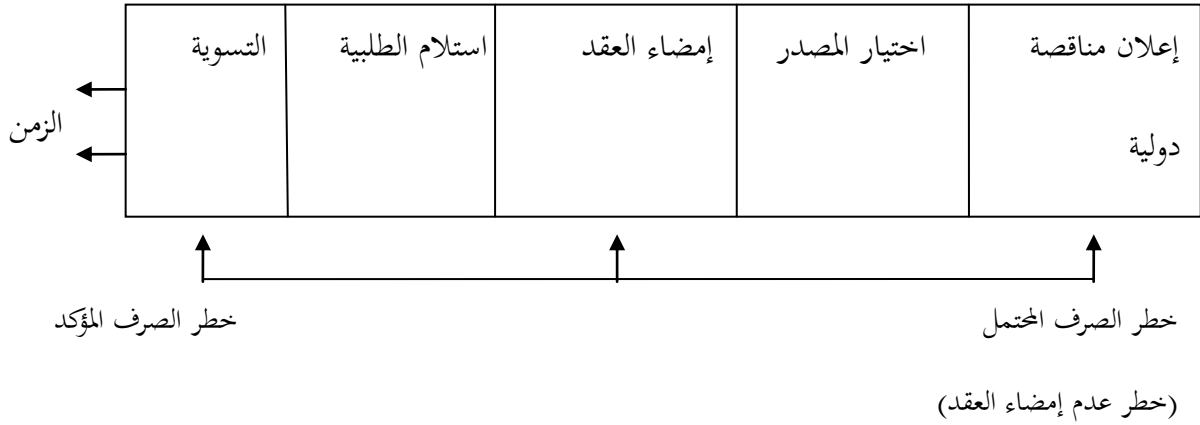 إعلان مناقصة
دولية
اختيار المصدر
إمضاء العقد
استلام الطلبية
التسوية
الزمن
خطر الصرف المحتمل
خطر الصرف المؤكد
(خطر عدم إمضاء العقد)